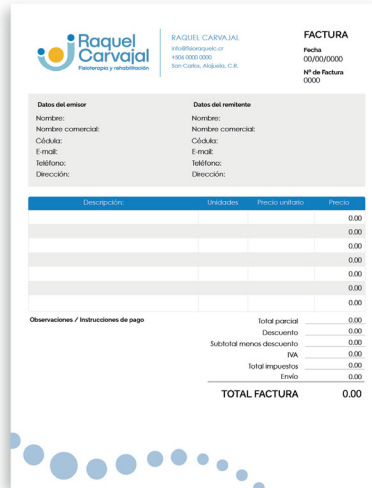 Raquel
Carvajal
Fisioterapia y rehabilitación
RAQUEL CARVAJAL
info@fisioraquelc.cr
+506 0000 0000
San Carlos, Alajuela, C.R.
FACTURA
Fecha
00/00/0000
Nº de Factura
0000
Datos del emisor
Nombre:
Nombre comercial:
Cédula:
E-mail:
Teléfono:
Dirección:
Datos del remitente
Nombre:
Nombre comercial:
Cédula:
E-mail:
Teléfono:
Dirección:
Descripción: Unidades Precio unitario Precio
0.00
0.00
0.00
0.00
0.00
0.00
0.00
Observaciones / Instrucciones de pago
Total parcial 0.00
Descuento 0.00
Subtotal menos descuento 0.00
IVA 0.00
Total impuestos 0.00
Envío 0.00
TOTAL FACTURA 0.00